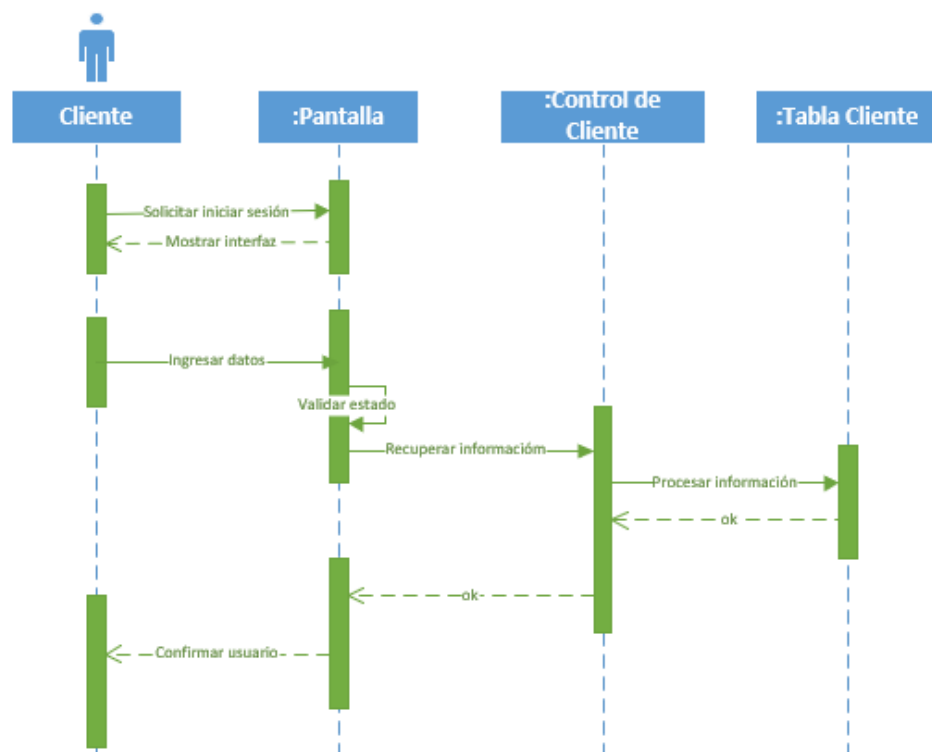 Cliente
:Pantalla
:Control de
Cliente
:Tabla Cliente
Solicitar iniciar sesión
Mostrar interfaz
Ingresar datos
Validar estado
Recuperar informacióm
Procesar información
ok
ok
Confirmar usuario